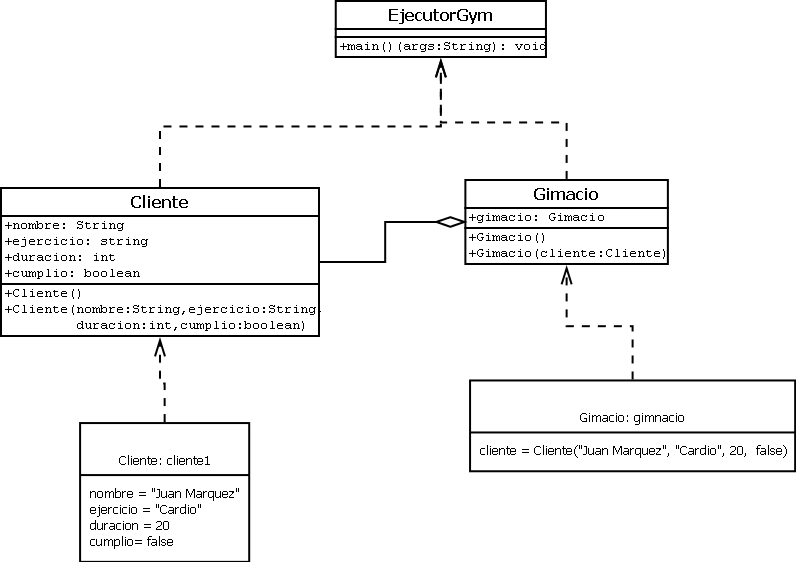 EjecutorGym
+main()(args:String): void
Cliente
+nombre: String
+ejercicio: string
+duracion: int
+cumplio: boolean
+Cliente()
+Cliente(nombre:String,ejercicio:String,
duracion:int,cumplio:boolean)
Gimacio
+gimacio: Gimacio
+Gimacio()
+Gimacio(cliente:Cliente)
Cliente: cliente1
nombre = "Juan Marquez"
ejercicio = "Cardio"
duracion = 20
cumplio= false
Gimacio: gimnacio
cliente = Cliente("Juan Marquez", "Cardio", 20, false)